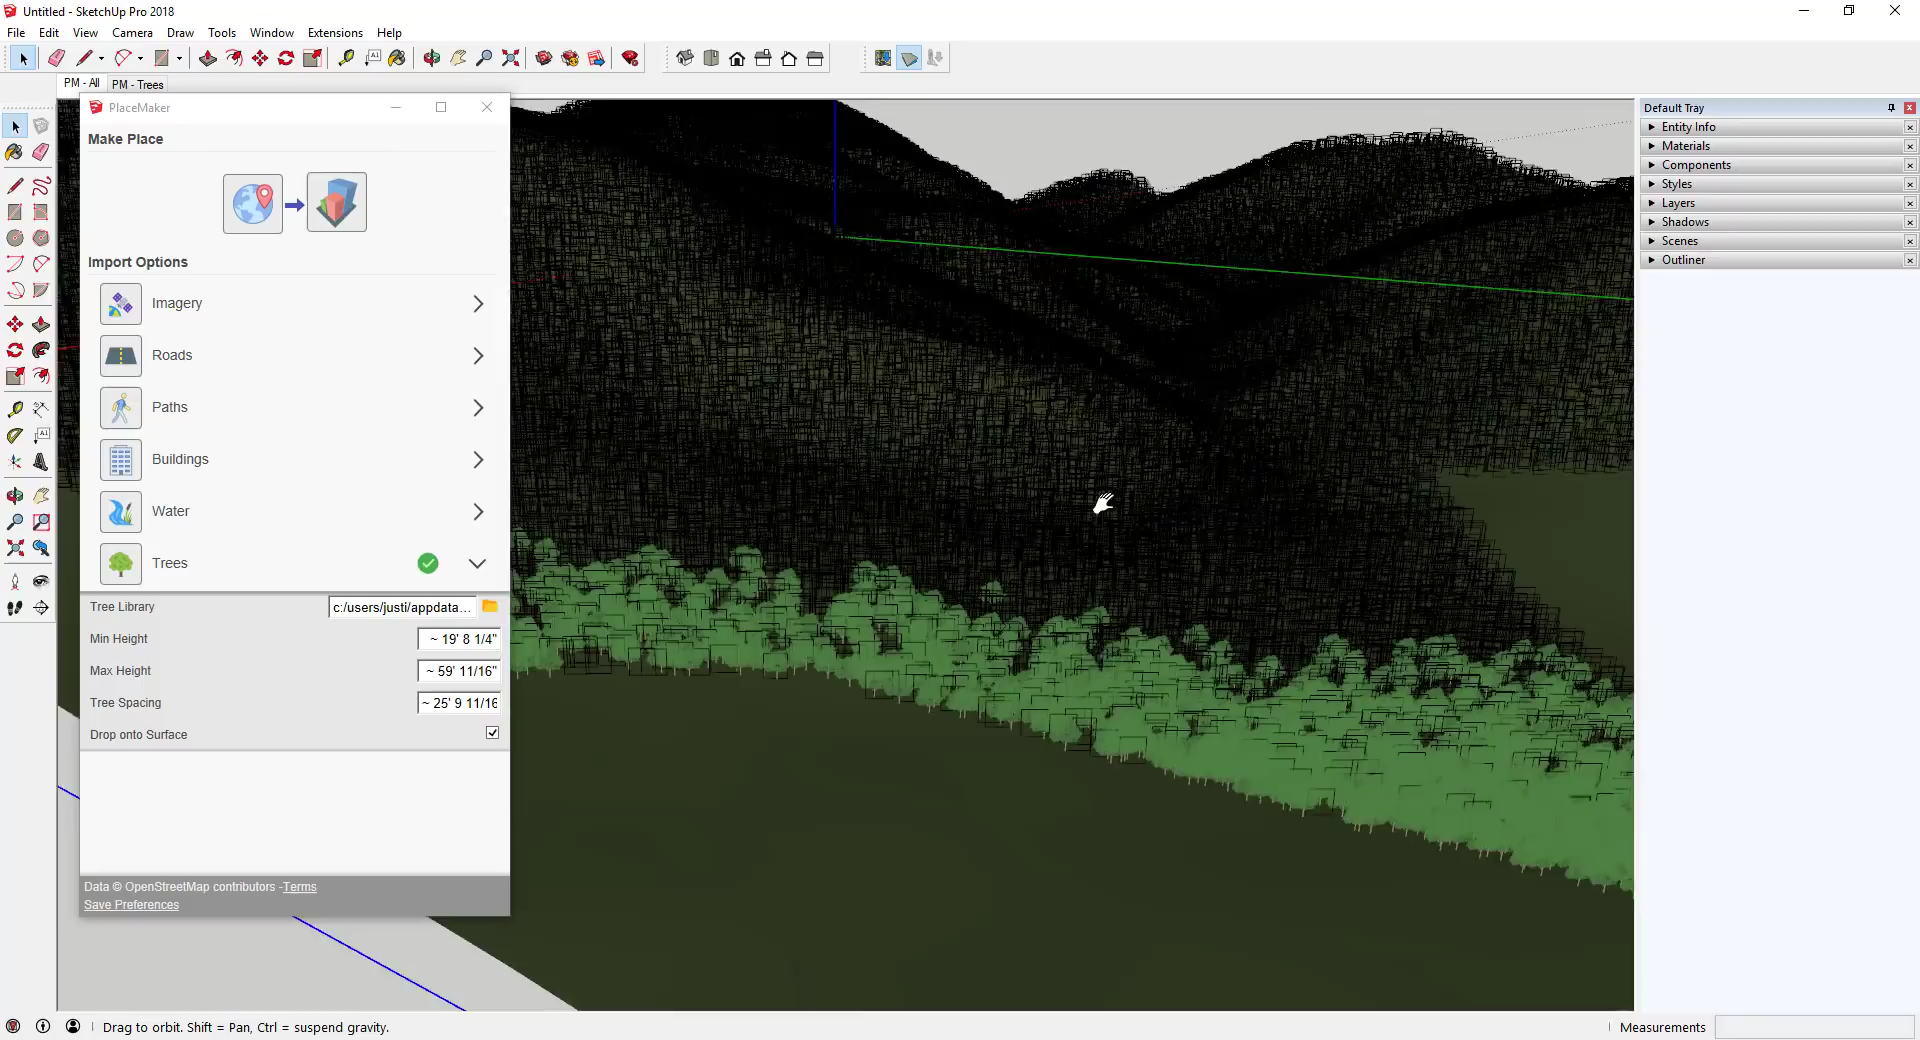 Untitled - SketchUp Pro 2018
File Edit View Camera Draw Tools Window Extensions Help
PM - All PM - Trees
PlaceMaker
Make Place
Import Options
Imagery
Roads
Paths
Buildings
Water
Trees
Tree Library c:/users/justi/appdata...
Min Height ~ 19' 8 1/4"
Max Height ~ 59' 11/16"
Tree Spacing ~ 25' 9 11/16
Drop onto Surface
Data © OpenStreetMap contributors -Terms
Save Preferences
Default Tray
Entity Info
Materials
Components
Styles
Layers
Shadows
Scenes
Outliner
Drag to orbit. Shift = Pan, Ctrl = suspend gravity.
Measurements